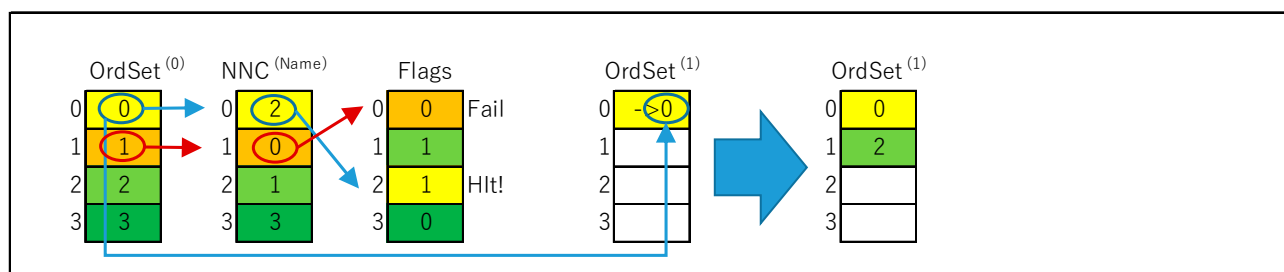 OrdSet (0) NNC (Name) Flags OrdSet (1) OrdSet (1)
0 0 0 2 0 0 Fail 0 ->0 0 0
1 1 1 0 1 1 1 1 2
2 2 2 1 2 1 HIt! 2 2
3 3 3 3 3 0 3 3